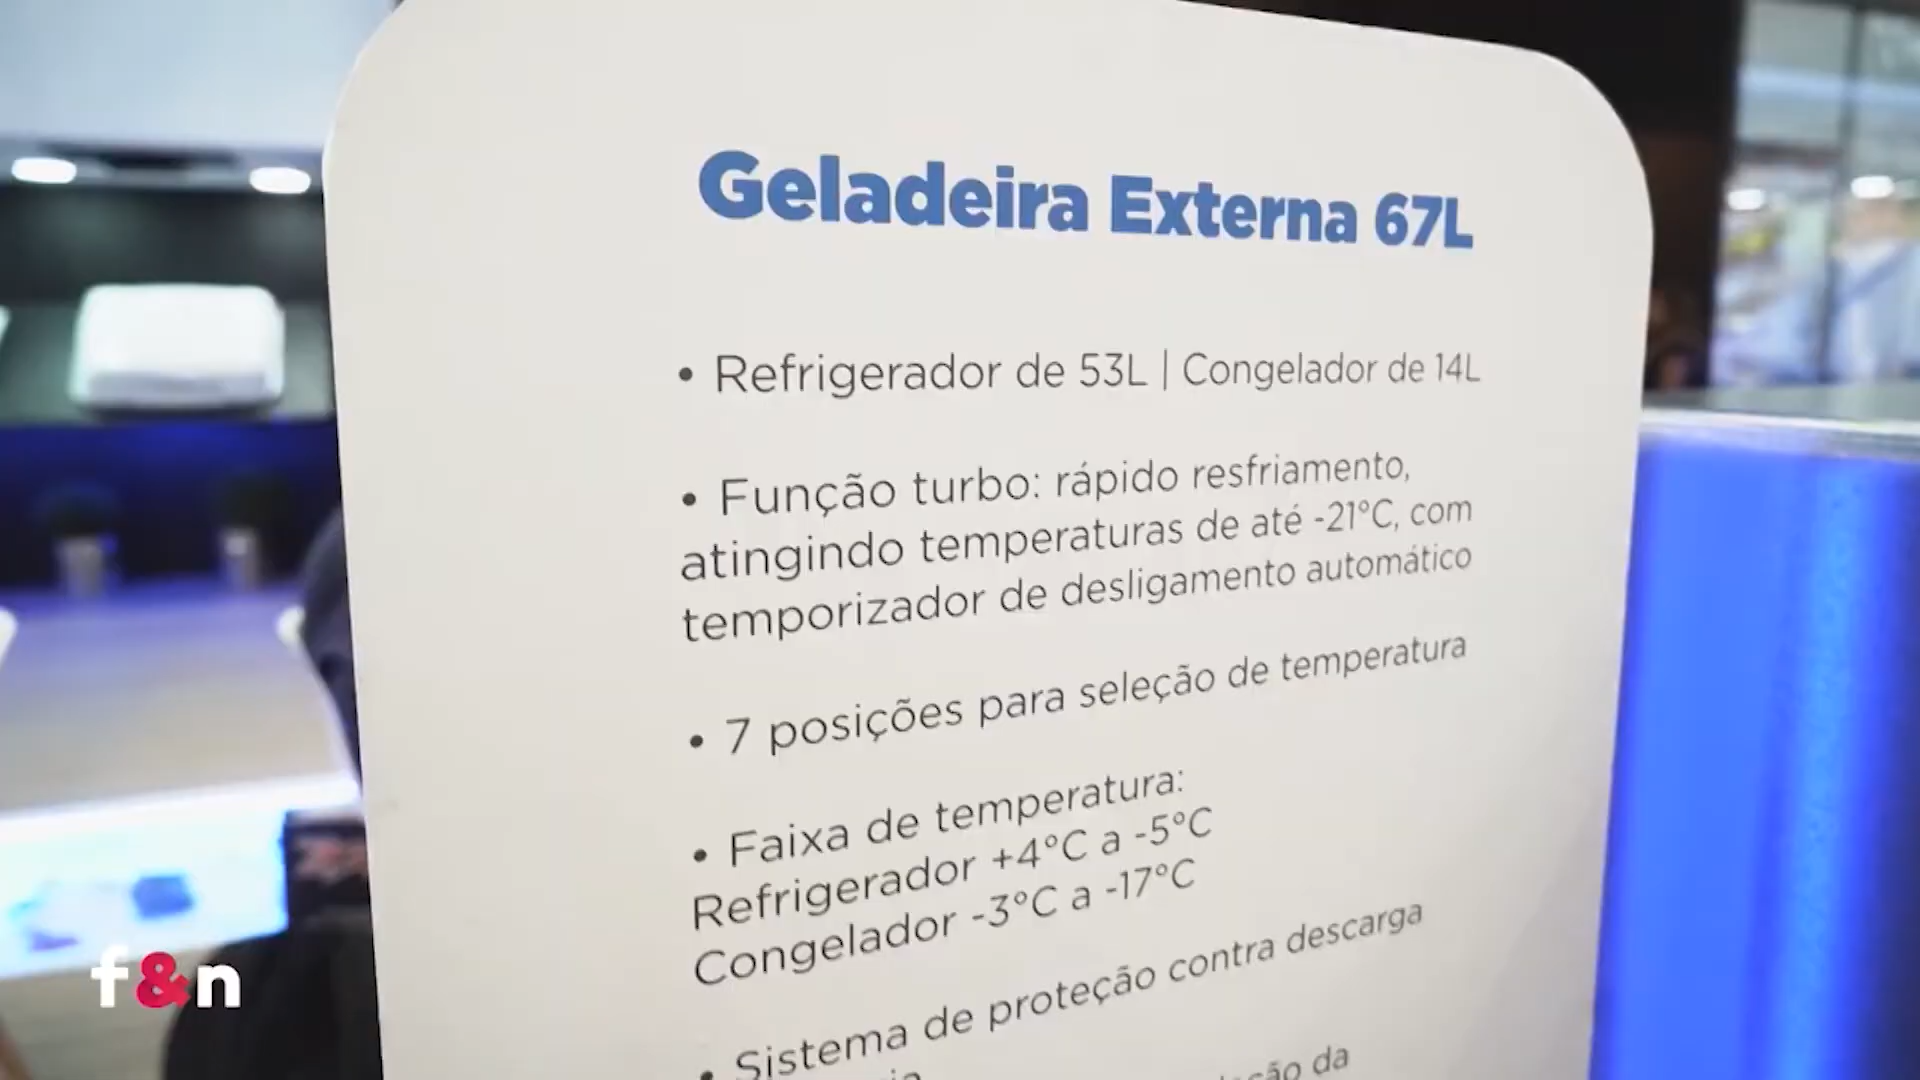 Geladeira Externa 67L
• Refrigerador de 53L | Congelador de 14L
• Função turbo: rápido resfriamento,
atingindo temperaturas de até -21°C, com
temporizador de desligamento automático
• 7 posições para seleção de temperatura
• Faixa de temperatura:
Refrigerador +4°C a -5°C
Congelador -3°C a -17°C
• Sistema de proteção contra descarga
da
f&n